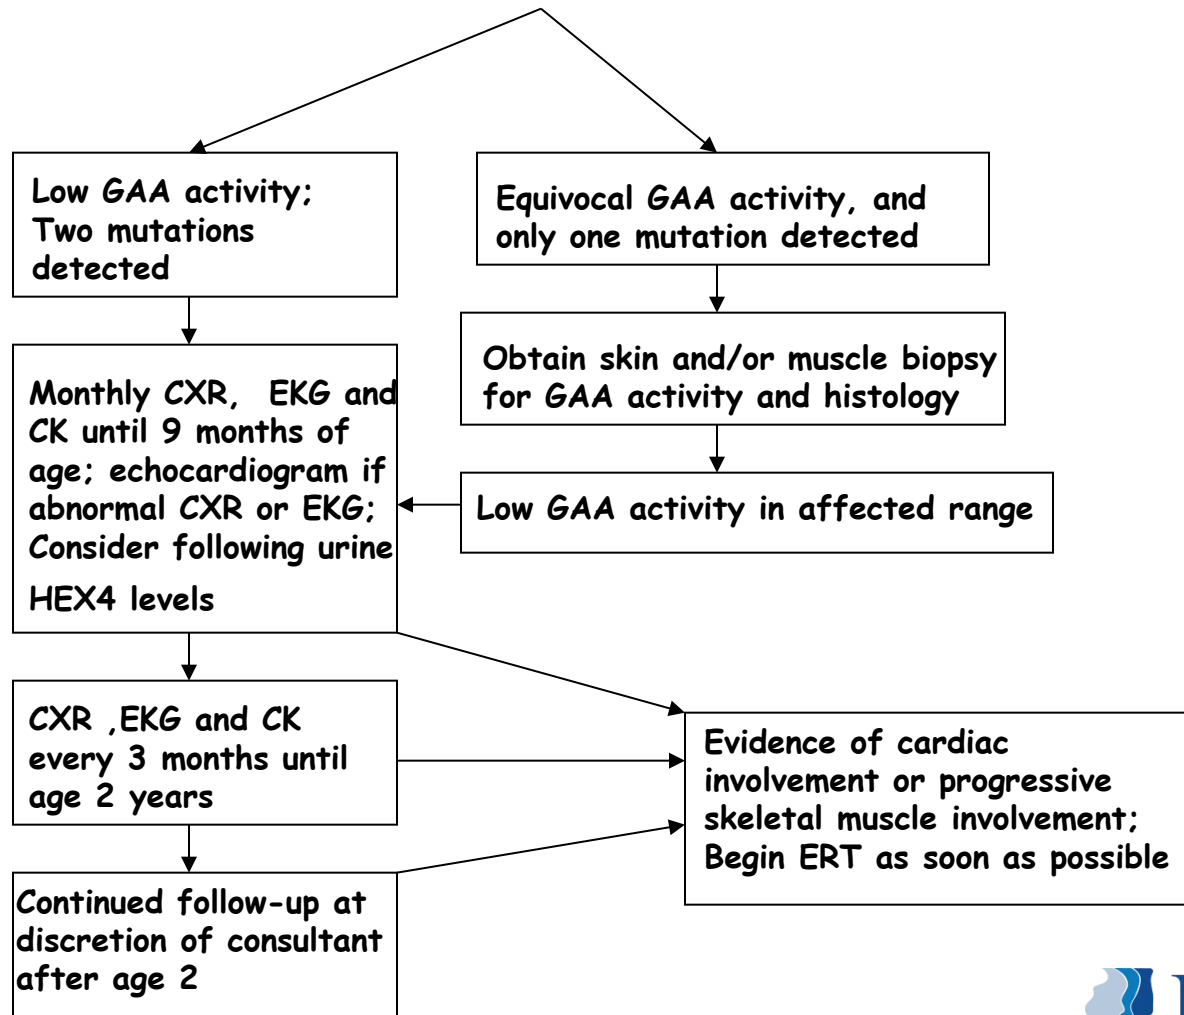 Low GAA activity;
Two mutations
detected
Equivocal GAA activity, and
only one mutation detected
Obtain skin and/or muscle biopsy
for GAA activity and histology
Monthly CXR, EKG and
CK until 9 months of
age; echocardiogram if
abnormal CXR or EKG;
Consider following urine
HEX4 levels
Low GAA activity in affected range
CXR ,EKG and CK
every 3 months until
age 2 years
Evidence of cardiac
involvement or progressive
skeletal muscle involvement;
Begin ERT as soon as possible
Continued follow-up at
discretion of consultant
after age 2